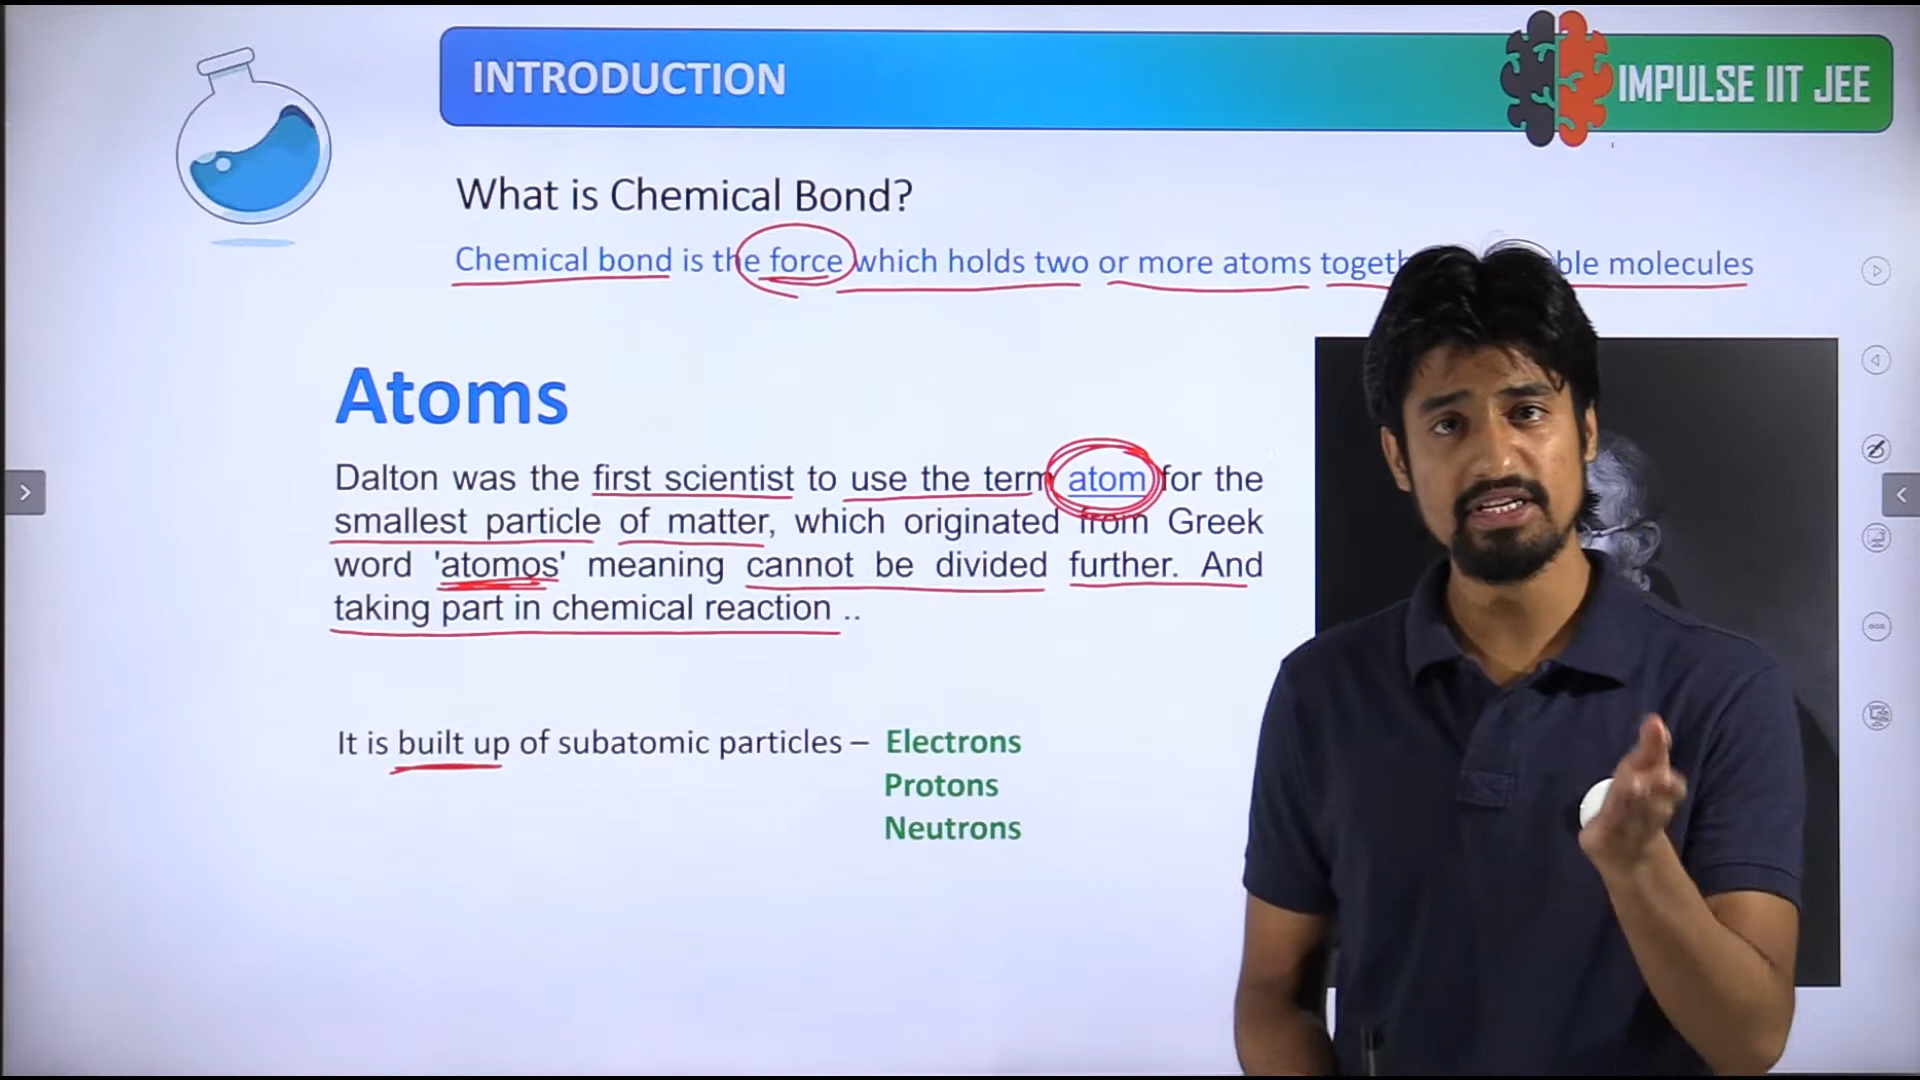 INTRODUCTION
IMPULSE IIT JEE
What is Chemical Bond?
Chemical bond is the force which holds two or more atoms molecules
Atoms
Dalton was the first scientist to use the term atom for the
smallest particle of matter, which originated from Greek
word 'atomos' meaning cannot be divided further. And
taking part in chemical reaction ..
It is built up of subatomic particles – Electrons
Protons
Neutrons